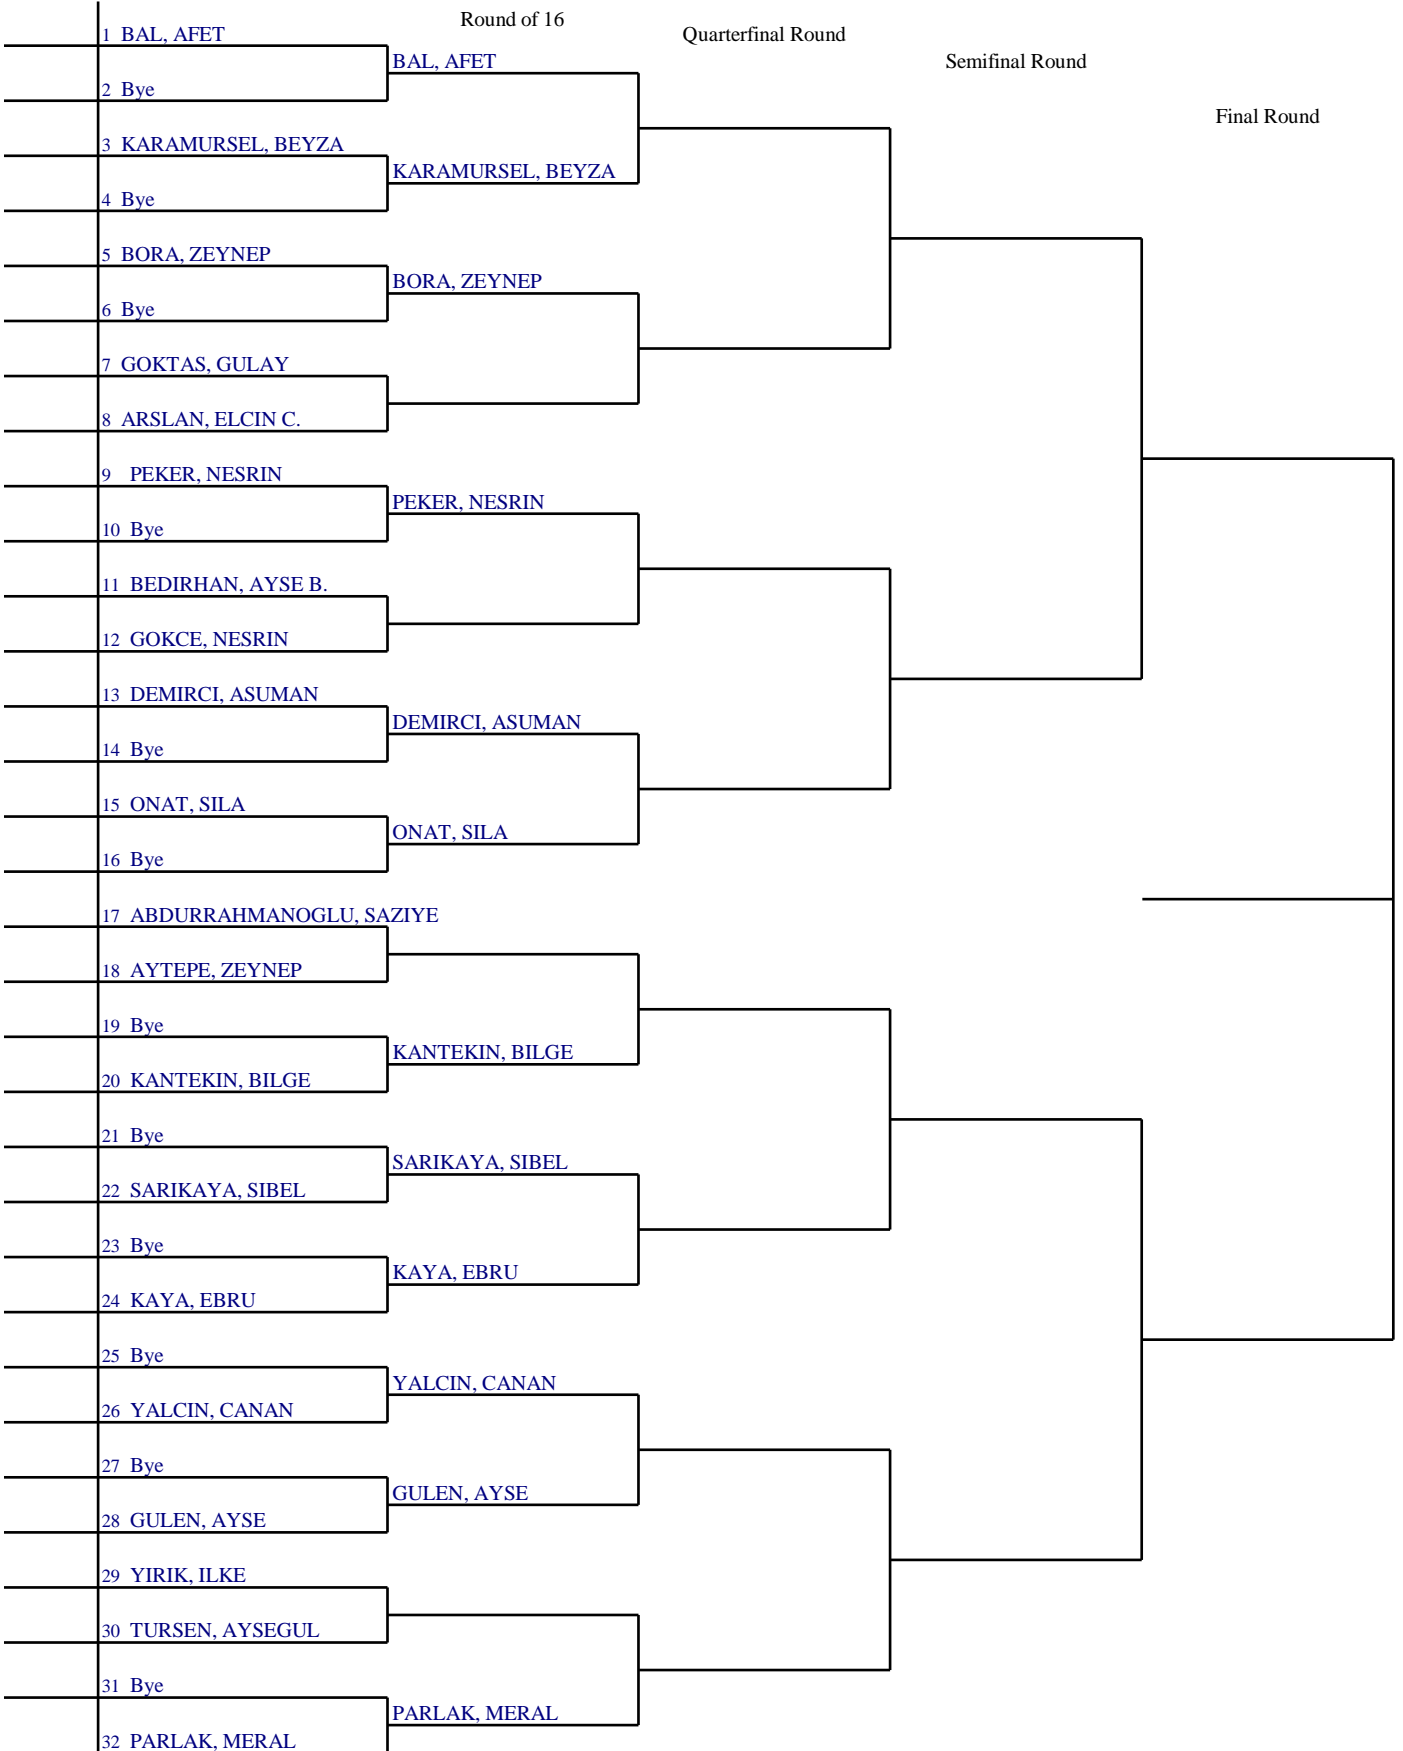 Round of 16
Quarterfinal Round
Semifinal Round
Final Round
1 BAL, AFET
BAL, AFET
2 Bye
3 KARAMURSEL, BEYZA
KARAMURSEL, BEYZA
4 Bye
5 BORA, ZEYNEP
BORA, ZEYNEP
6 Bye
7 GOKTAS, GULAY
8 ARSLAN, ELCIN C.
9 PEKER, NESRIN
PEKER, NESRIN
10 Bye
11 BEDIRHAN, AYSE B.
12 GOKCE, NESRIN
13 DEMIRCI, ASUMAN
DEMIRCI, ASUMAN
14 Bye
15 ONAT, SILA
ONAT, SILA
16 Bye
17 ABDURRAHMANOGLU, SAZIYE
18 AYTEPE, ZEYNEP
19 Bye
KANTEKIN, BILGE
20 KANTEKIN, BILGE
21 Bye
SARIKAYA, SIBEL
22 SARIKAYA, SIBEL
23 Bye
KAYA, EBRU
24 KAYA, EBRU
25 Bye
YALCIN, CANAN
26 YALCIN, CANAN
27 Bye
GULEN, AYSE
28 GULEN, AYSE
29 YIRIK, ILKE
30 TURSEN, AYSEGUL
31 Bye
PARLAK, MERAL
32 PARLAK, MERAL